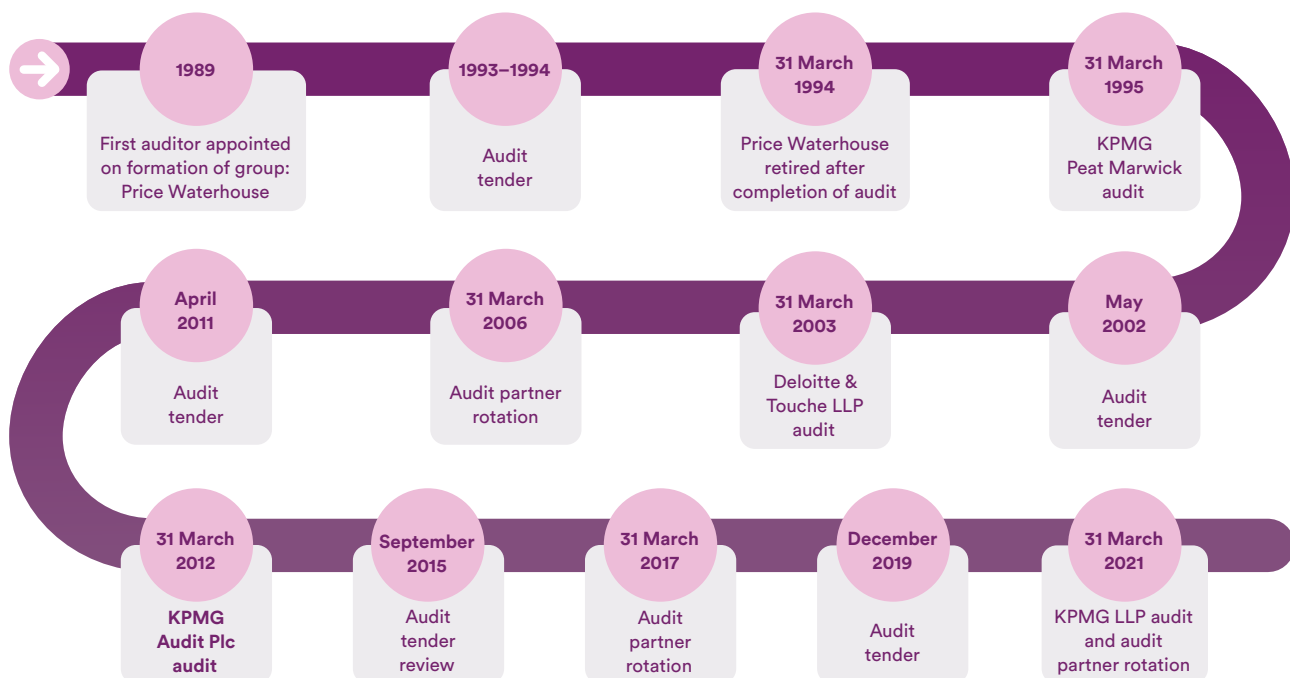 1989
First auditor appointed
on formation of group:
Price Waterhouse
1993–1994
Audit
tender
31 March
1994
Price Waterhouse
retired after
completion of audit
31 March
1995
KPMG
Peat Marwick
audit
May
2002
Audit
tender
31 March
2003
Deloitte &
Touche LLP
audit
31 March
2006
Audit partner
rotation
April
2011
Audit
tender
31 March
2012
KPMG
Audit Plc
audit
September
2015
Audit
tender
review
31 March
2017
Audit
partner
rotation
December
2019
Audit
tender
31 March
2021
KPMG LLP audit
and audit
partner rotation